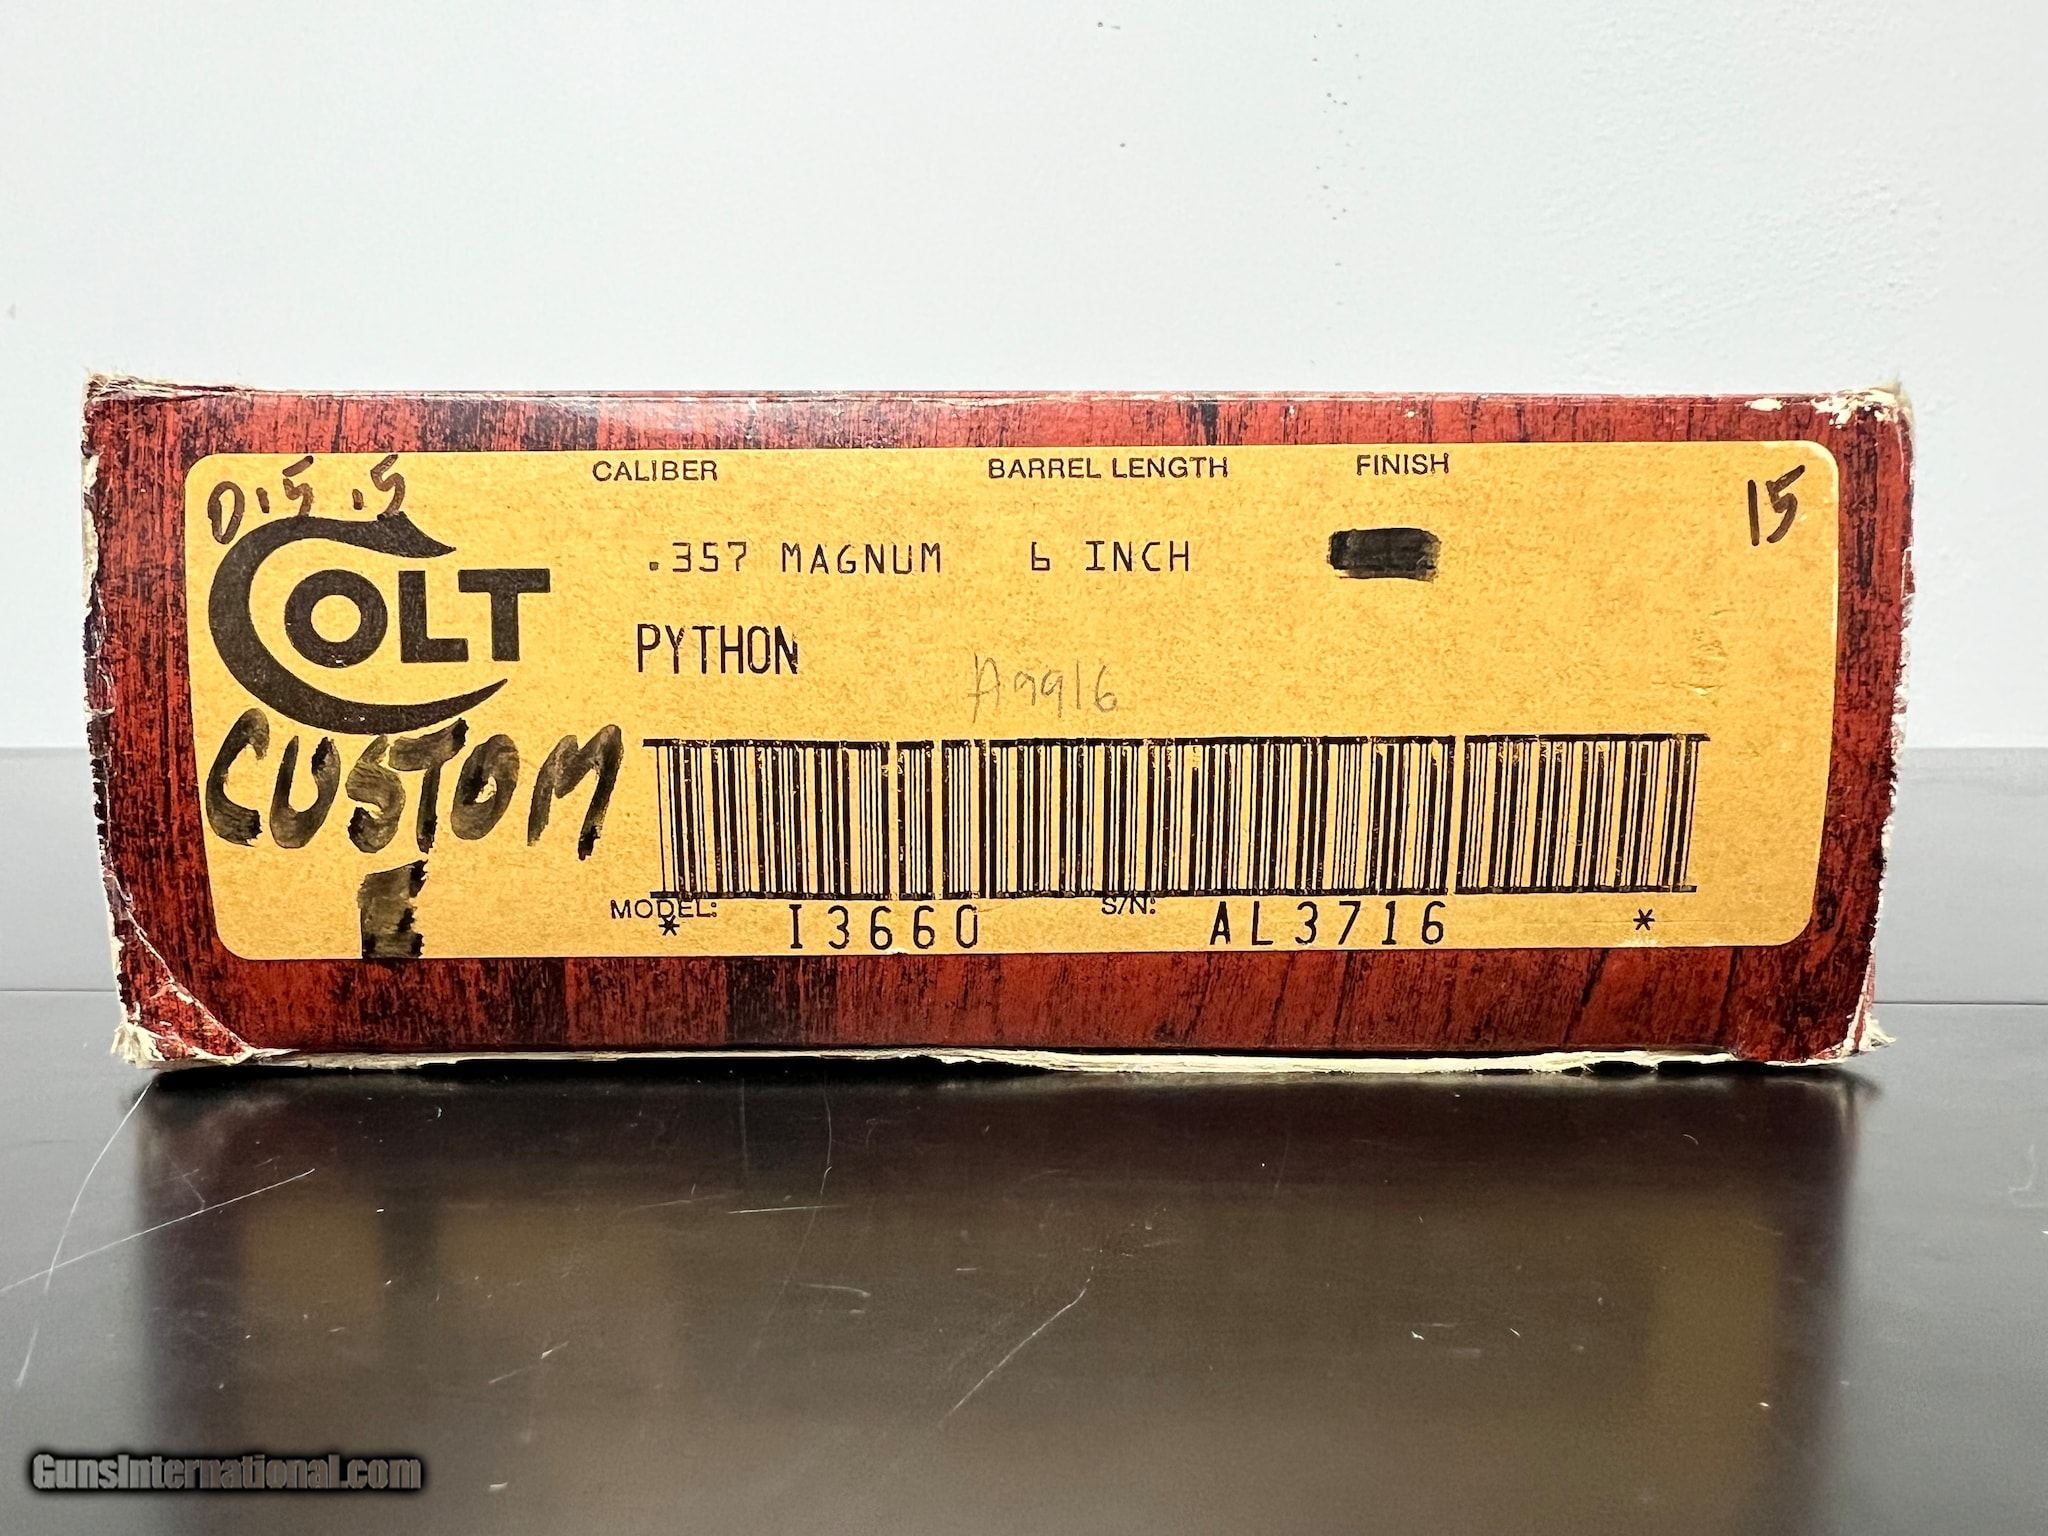 D.S.S
15
CALIBER BARREL LENGTH FINISH
COLT
.357 MAGNUM 6 INCH
PYTHON
A9916
CUSTOM
MODEL: S/N:
* I3660 AL3716 *
GunsInternational.com